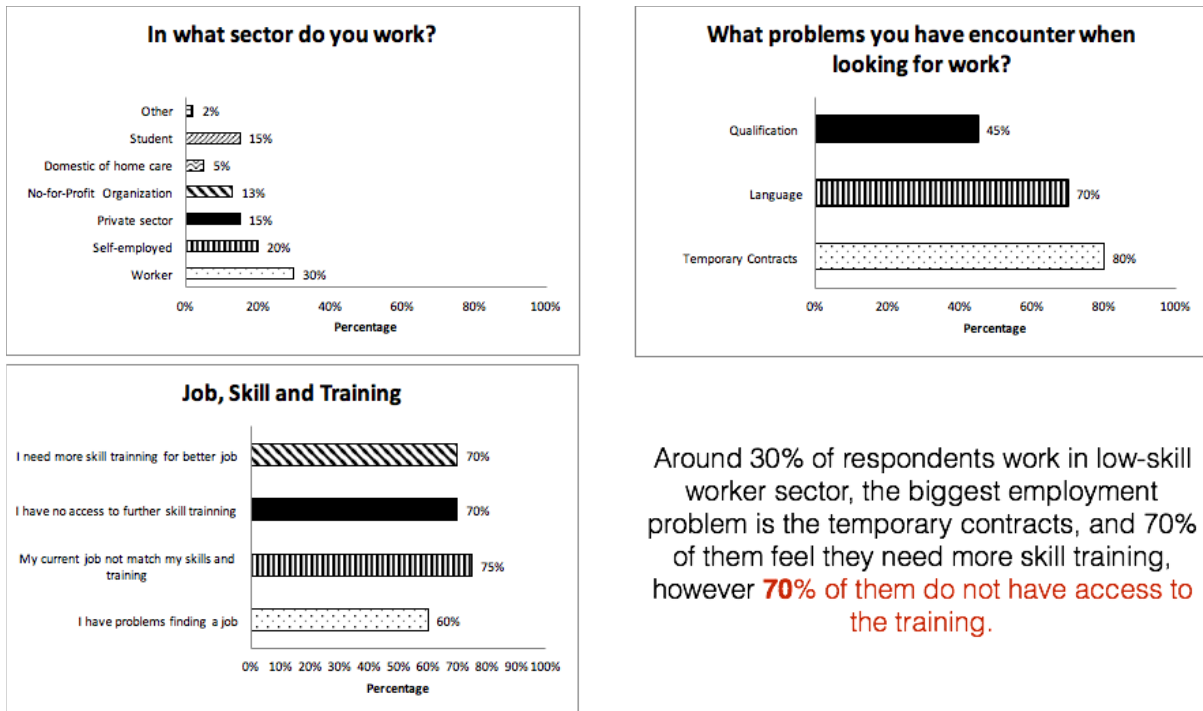 In what sector do you work?
Other 2%
Student 15%
Domestic of home care 5%
No-for-Profit Organization 13%
Private sector 15%
Self-employed 20%
Worker 30%
0% 20% 40% 60% 80% 100%
Percentage
What problems you have encounter when
looking for work?
Qualification 45%
Language 70%
Temporary Contracts 80%
0% 20% 40% 60% 80% 100%
Percentage
Job, Skill and Training
I need more skill trainning for better job 70%
I have no access to further skill trainning 70%
My current job not match my skills and
training 75%
I have problems finding a job 60%
0% 10% 20% 30% 40% 50% 60% 70% 80% 90% 100%
Percentage
Around 30% of respondents work in low-skill
worker sector, the biggest employment
problem is the temporary contracts, and 70%
of them feel they need more skill training,
however 70% of them do not have access to
the training.